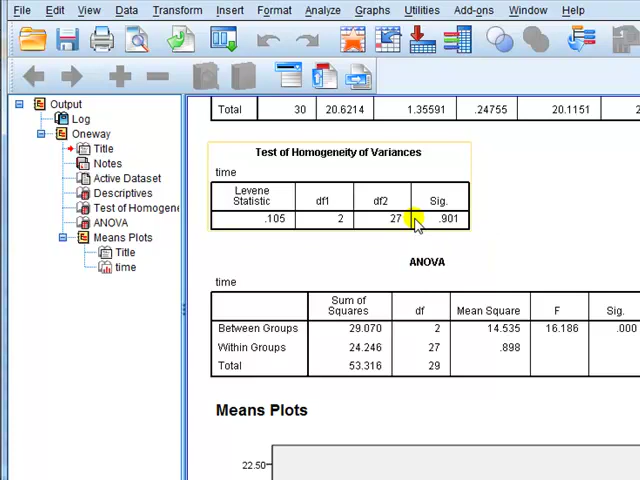 File Edit View Data Transform Insert Format Analyze Graphs Utilities Add-ons Window Help
Output
Log
Oneway
Title
Notes
Active Dataset
Descriptives
Test of Homogene
ANOVA
Means Plots
Title
time
Total 30 20.6214 1.35591 .24755 20.1151
Test of Homogeneity of Variances
time
Levene Statistic df1 df2 Sig.
.105 2 27 .901
ANOVA
time
Sum of Squares df Mean Square F Sig.
Between Groups 29.070 2 14.535 16.186 .000
Within Groups 24.246 27 .898
Total 53.316 29
Means Plots
22.50